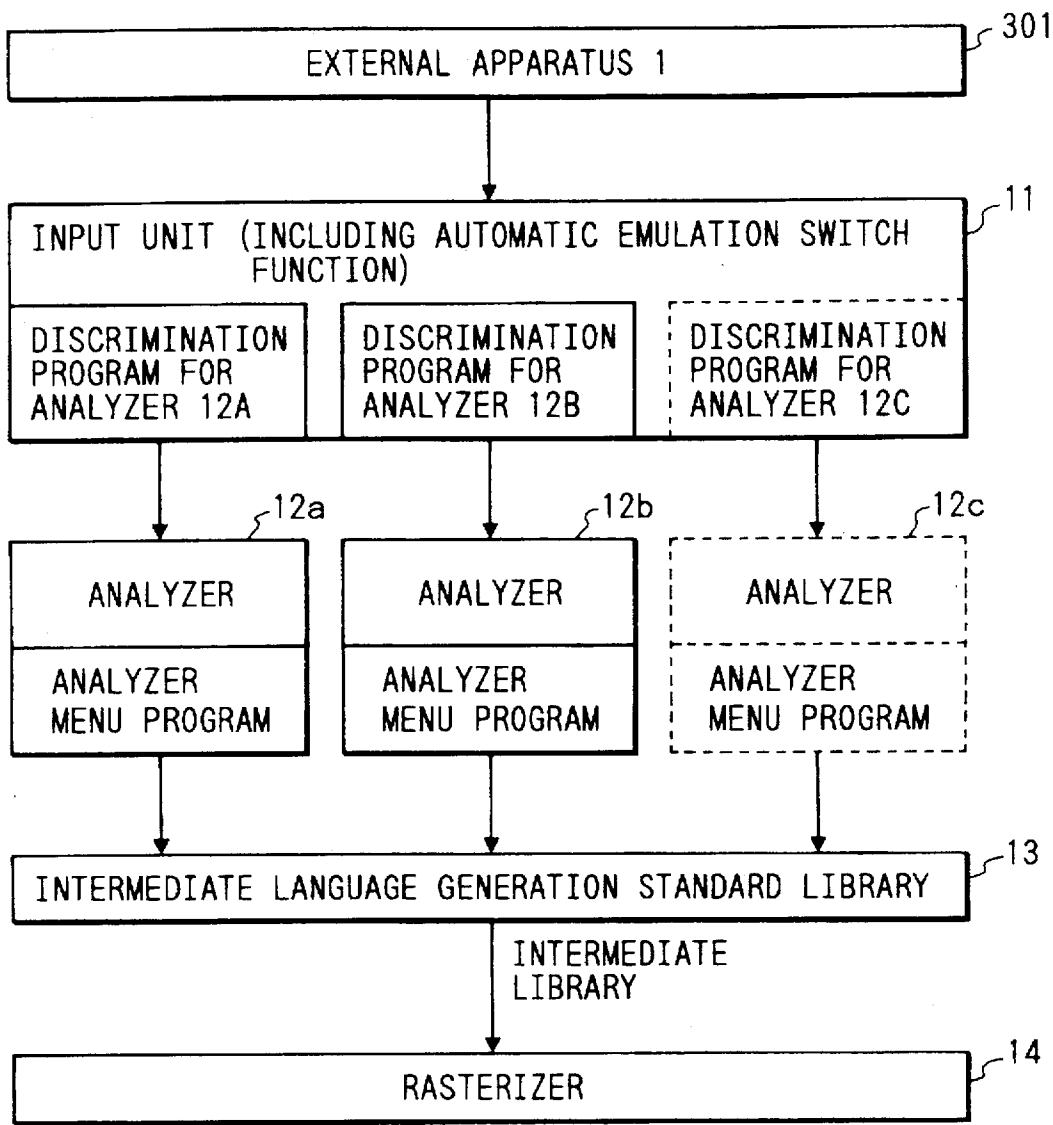 301
EXTERNAL APPARATUS 1
11
INPUT UNIT (INCLUDING AUTOMATIC EMULATION SWITCH
FUNCTION)
DISCRIMINATION
PROGRAM FOR
ANALYZER 12A
DISCRIMINATION
PROGRAM FOR
ANALYZER 12B
DISCRIMINATION
PROGRAM FOR
ANALYZER 12C
12a
12b
12c
ANALYZER
ANALYZER
ANALYZER
ANALYZER
MENU PROGRAM
ANALYZER
MENU PROGRAM
ANALYZER
MENU PROGRAM
13
INTERMEDIATE LANGUAGE GENERATION STANDARD LIBRARY
INTERMEDIATE
LIBRARY
14
RASTERIZER